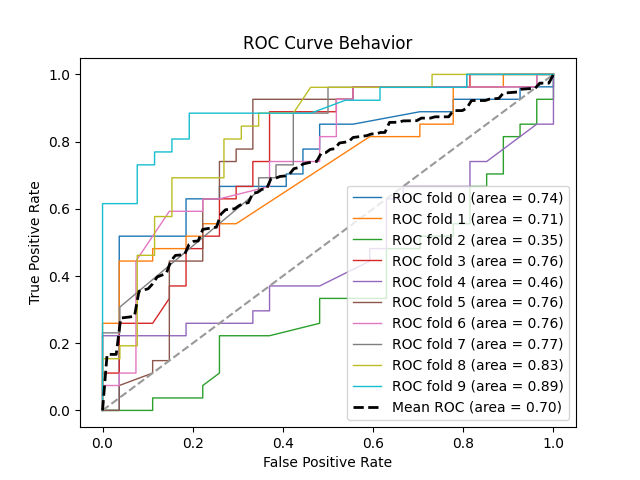 ROC Curve Behavior
True Positive Rate
1.0
0.8
0.6
0.4
0.2
0.0
ROC fold 0 (area = 0.74)
ROC fold 1 (area = 0.71)
ROC fold 2 (area = 0.35)
ROC fold 3 (area = 0.76)
ROC fold 4 (area = 0.46)
ROC fold 5 (area = 0.76)
ROC fold 6 (area = 0.76)
ROC fold 7 (area = 0.77)
ROC fold 8 (area = 0.83)
ROC fold 9 (area = 0.89)
Mean ROC (area = 0.70)
0.0 0.2 0.4 0.6 0.8 1.0
False Positive Rate